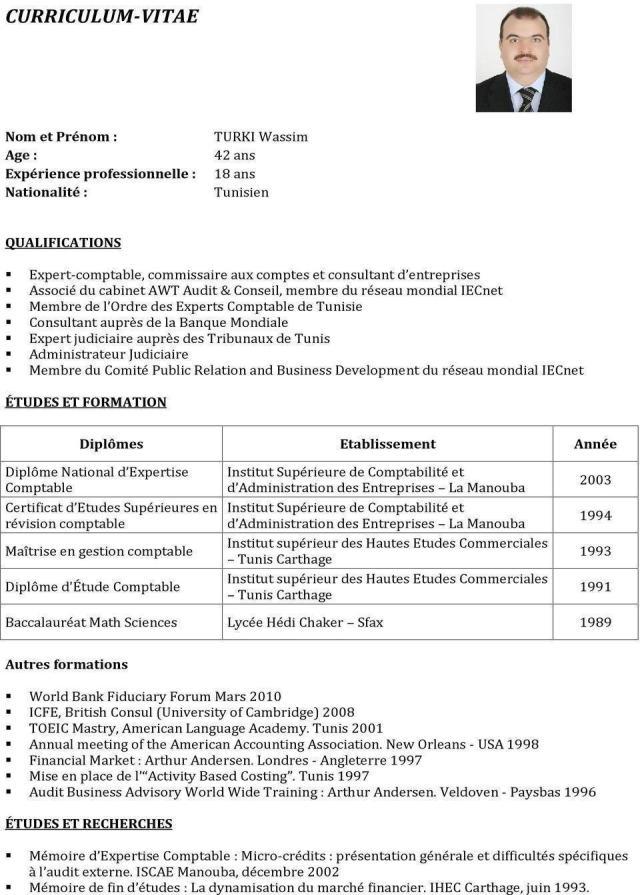 CURRICULUM-VITAE
Nom et Prénom : TURKI Wassim
Age : 42 ans
Expérience professionnelle : 18 ans
Nationalité : Tunisien
QUALIFICATIONS
▪ Expert-comptable, commissaire aux comptes et consultant d'entreprises
▪ Associé du cabinet AWT Audit & Conseil, membre du réseau mondial IECnet
▪ Membre de l'Ordre des Experts Comptable de Tunisie
▪ Consultant auprès de la Banque Mondiale
▪ Expert judiciaire auprès des Tribunaux de Tunis
▪ Administrateur Judiciaire
▪ Membre du Comité Public Relation and Business Development du réseau mondial IECnet
ÉTUDES ET FORMATION
Diplômes Etablissement Année
Diplôme National d'Expertise
Comptable
Institut Supérieure de Comptabilité et
d'Administration des Entreprises – La Manouba
2003
Certificat d'Etudes Supérieures en
révision comptable
Institut Supérieure de Comptabilité et
d'Administration des Entreprises – La Manouba
1994
Maîtrise en gestion comptable
Institut supérieur des Hautes Etudes Commerciales
– Tunis Carthage
1993
Diplôme d'Étude Comptable
Institut supérieur des Hautes Etudes Commerciales
– Tunis Carthage
1991
Baccalauréat Math Sciences Lycée Hédi Chaker – Sfax 1989
Autres formations
▪ World Bank Fiduciary Forum Mars 2010
▪ ICFE, British Consul (University of Cambridge) 2008
▪ TOEIC Mastry, American Language Academy. Tunis 2001
▪ Annual meeting of the American Accounting Association. New Orleans - USA 1998
▪ Financial Market : Arthur Andersen. Londres - Angleterre 1997
▪ Mise en place de l'"Activity Based Costing". Tunis 1997
▪ Audit Business Advisory World Wide Training : Arthur Andersen. Veldoven - Paysbas 1996
ÉTUDES ET RECHERCHES
▪ Mémoire d'Expertise Comptable : Micro-crédits : présentation générale et difficultés spécifiques
à l'audit externe. ISCAE Manouba, décembre 2002
▪ Mémoire de fin d'études : La dynamisation du marché financier. IHEC Carthage, juin 1993.